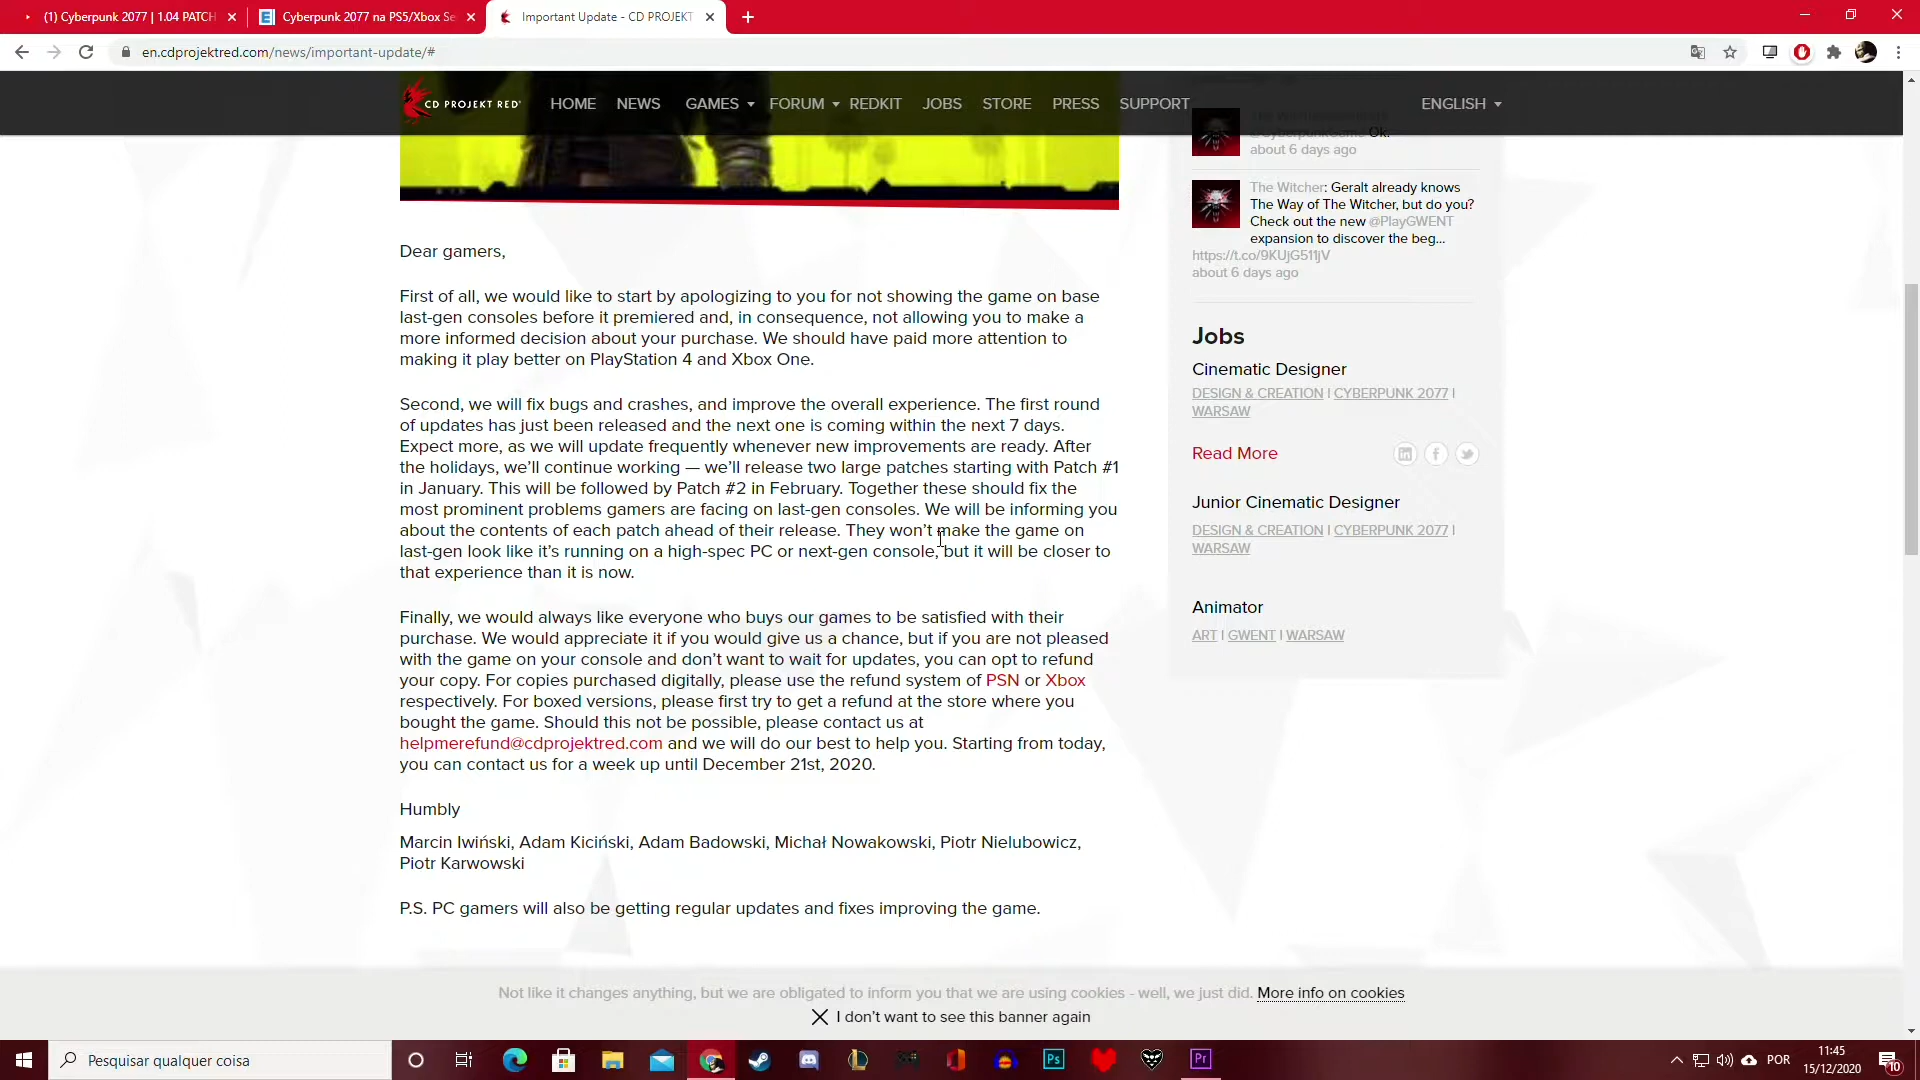 (1) Cyberpunk 2077 | 1.04 PATCH
Cyberpunk 2077 na PS5/Xbox Se
Important Update - CD PROJEKT
en.cdprojektred.com/news/important-update/#
CD PROJEKT RED®
HOME
NEWS
GAMES
FORUM
REDKIT
JOBS
STORE
PRESS
SUPPORT
ENGLISH
Dear gamers,
First of all, we would like to start by apologizing to you for not showing the game on base
last-gen consoles before it premiered and, in consequence, not allowing you to make a
more informed decision about your purchase. We should have paid more attention to
making it play better on PlayStation 4 and Xbox One.
Second, we will fix bugs and crashes, and improve the overall experience. The first round
of updates has just been released and the next one is coming within the next 7 days.
Expect more, as we will update frequently whenever new improvements are ready. After
the holidays, we’ll continue working — we’ll release two large patches starting with Patch #1
in January. This will be followed by Patch #2 in February. Together these should fix the
most prominent problems gamers are facing on last-gen consoles. We will be informing you
about the contents of each patch ahead of their release. They won’t make the game on
last-gen look like it’s running on a high-spec PC or next-gen console, but it will be closer to
that experience than it is now.
Finally, we would always like everyone who buys our games to be satisfied with their
purchase. We would appreciate it if you would give us a chance, but if you are not pleased
with the game on your console and don’t want to wait for updates, you can opt to refund
your copy. For copies purchased digitally, please use the refund system of PSN or Xbox
respectively. For boxed versions, please first try to get a refund at the store where you
bought the game. Should this not be possible, please contact us at
helpmerefund@cdprojektred.com and we will do our best to help you. Starting from today,
you can contact us for a week up until December 21st, 2020.
Humbly
Marcin Iwiński, Adam Kiciński, Adam Badowski, Michał Nowakowski, Piotr Nielubowicz,
Piotr Karwowski
P.S. PC gamers will also be getting regular updates and fixes improving the game.
Ok.
about 6 days ago
The Witcher: Geralt already knows
The Way of The Witcher, but do you?
Check out the new @PlayGWENT
expansion to discover the beg...
https://t.co/9KUjG511jV
about 6 days ago
Jobs
Cinematic Designer
DESIGN & CREATION | CYBERPUNK 2077 |
WARSAW
Read More
Junior Cinematic Designer
DESIGN & CREATION | CYBERPUNK 2077 |
WARSAW
Animator
ART | GWENT | WARSAW
Not like it changes anything, but we are obligated to inform you that we are using cookies - well, we just did. More info on cookies
I don’t want to see this banner again
Pesquisar qualquer coisa
Ps
Pr
POR
11:45
15/12/2020
10